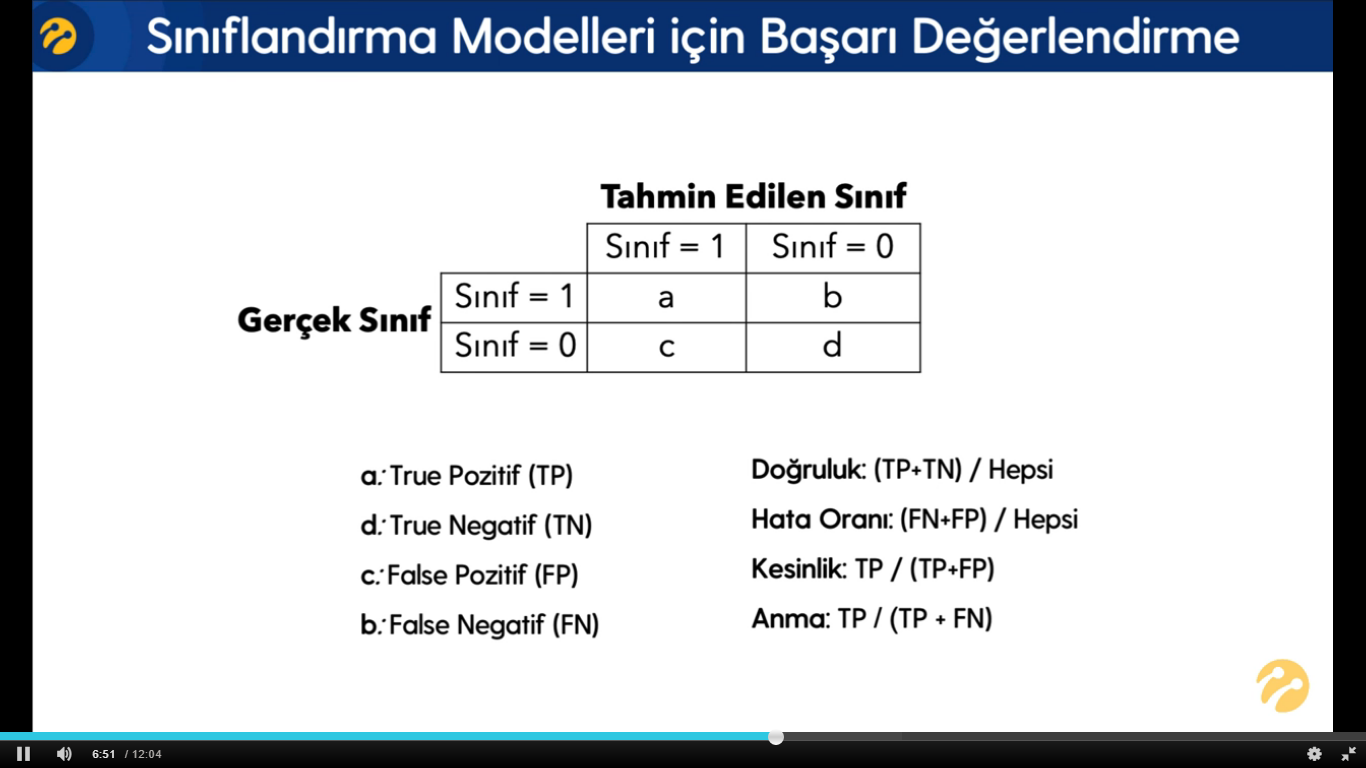 Sınıflandırma Modelleri için Başarı Değerlendirme
Tahmin Edilen Sınıf
Sınıf = 1 Sınıf = 0
Gerçek Sınıf
Sınıf = 1 a b
Sınıf = 0 c d
a: True Pozitif (TP)
d: True Negatif (TN)
c: False Pozitif (FP)
b: False Negatif (FN)
Doğruluk: (TP+TN) / Hepsi
Hata Oranı: (FN+FP) / Hepsi
Kesinlik: TP / (TP+FP)
Anma: TP / (TP + FN)
6:51 / 12:04